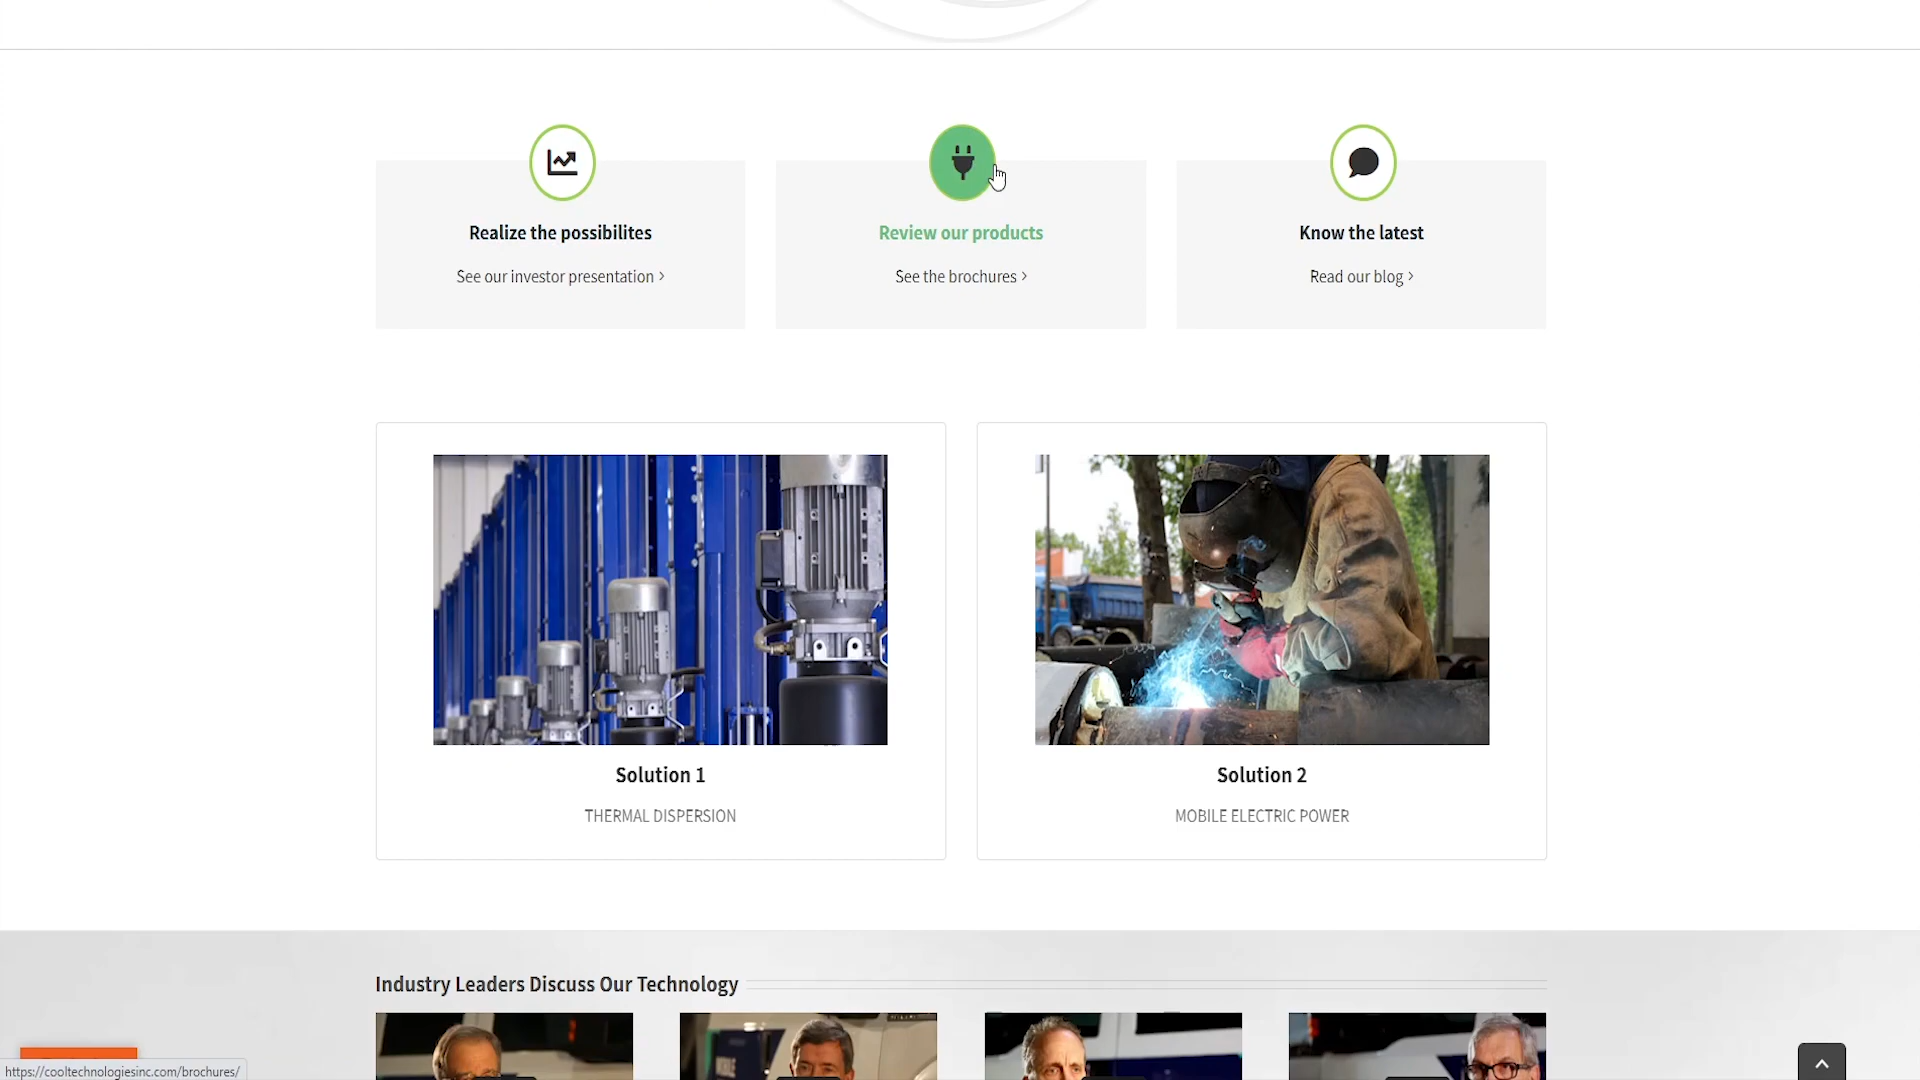 Realize the possibilites
See our investor presentation >
Review our products
See the brochures >
Know the latest
Read our blog >
Solution 1
THERMAL DISPERSION
Solution 2
MOBILE ELECTRIC POWER
Industry Leaders Discuss Our Technology
https://cooltechnologiesinc.com/brochures/